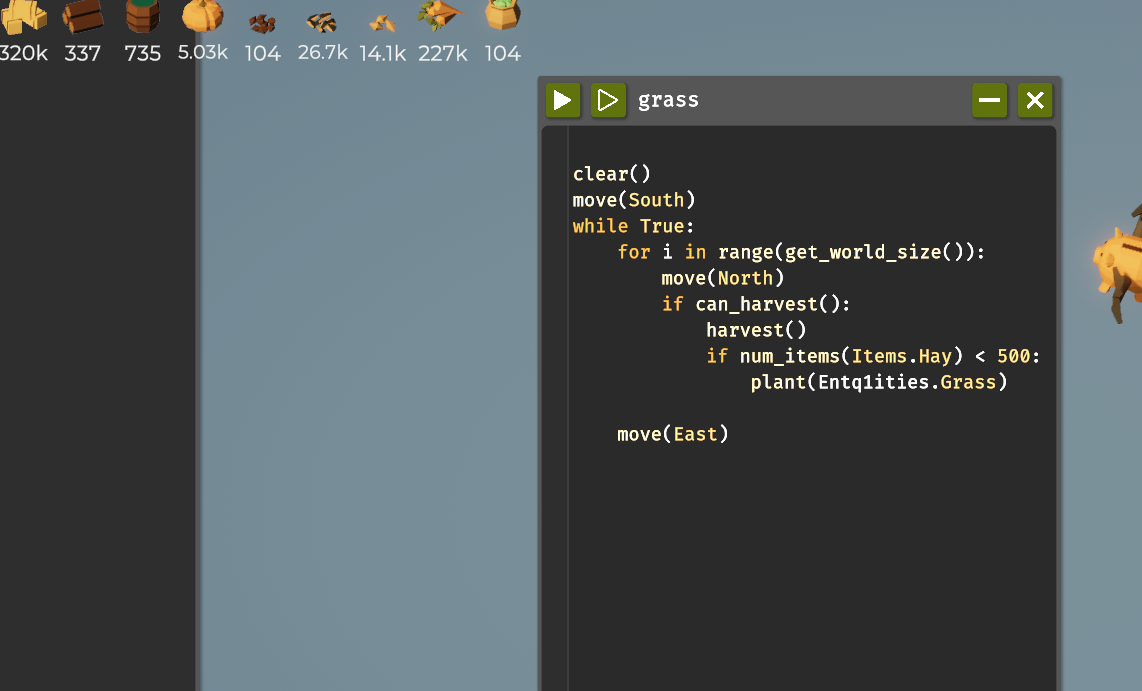 320k 337 735 5.03k 104 26.7k 14.1k 227k 104
grass
clear()
move(South)
while True:
for i in range(get_world_size()):
move(North)
if can_harvest():
harvest()
if num_items(Items.Hay) < 500:
plant(Entq1ities.Grass)
move(East)